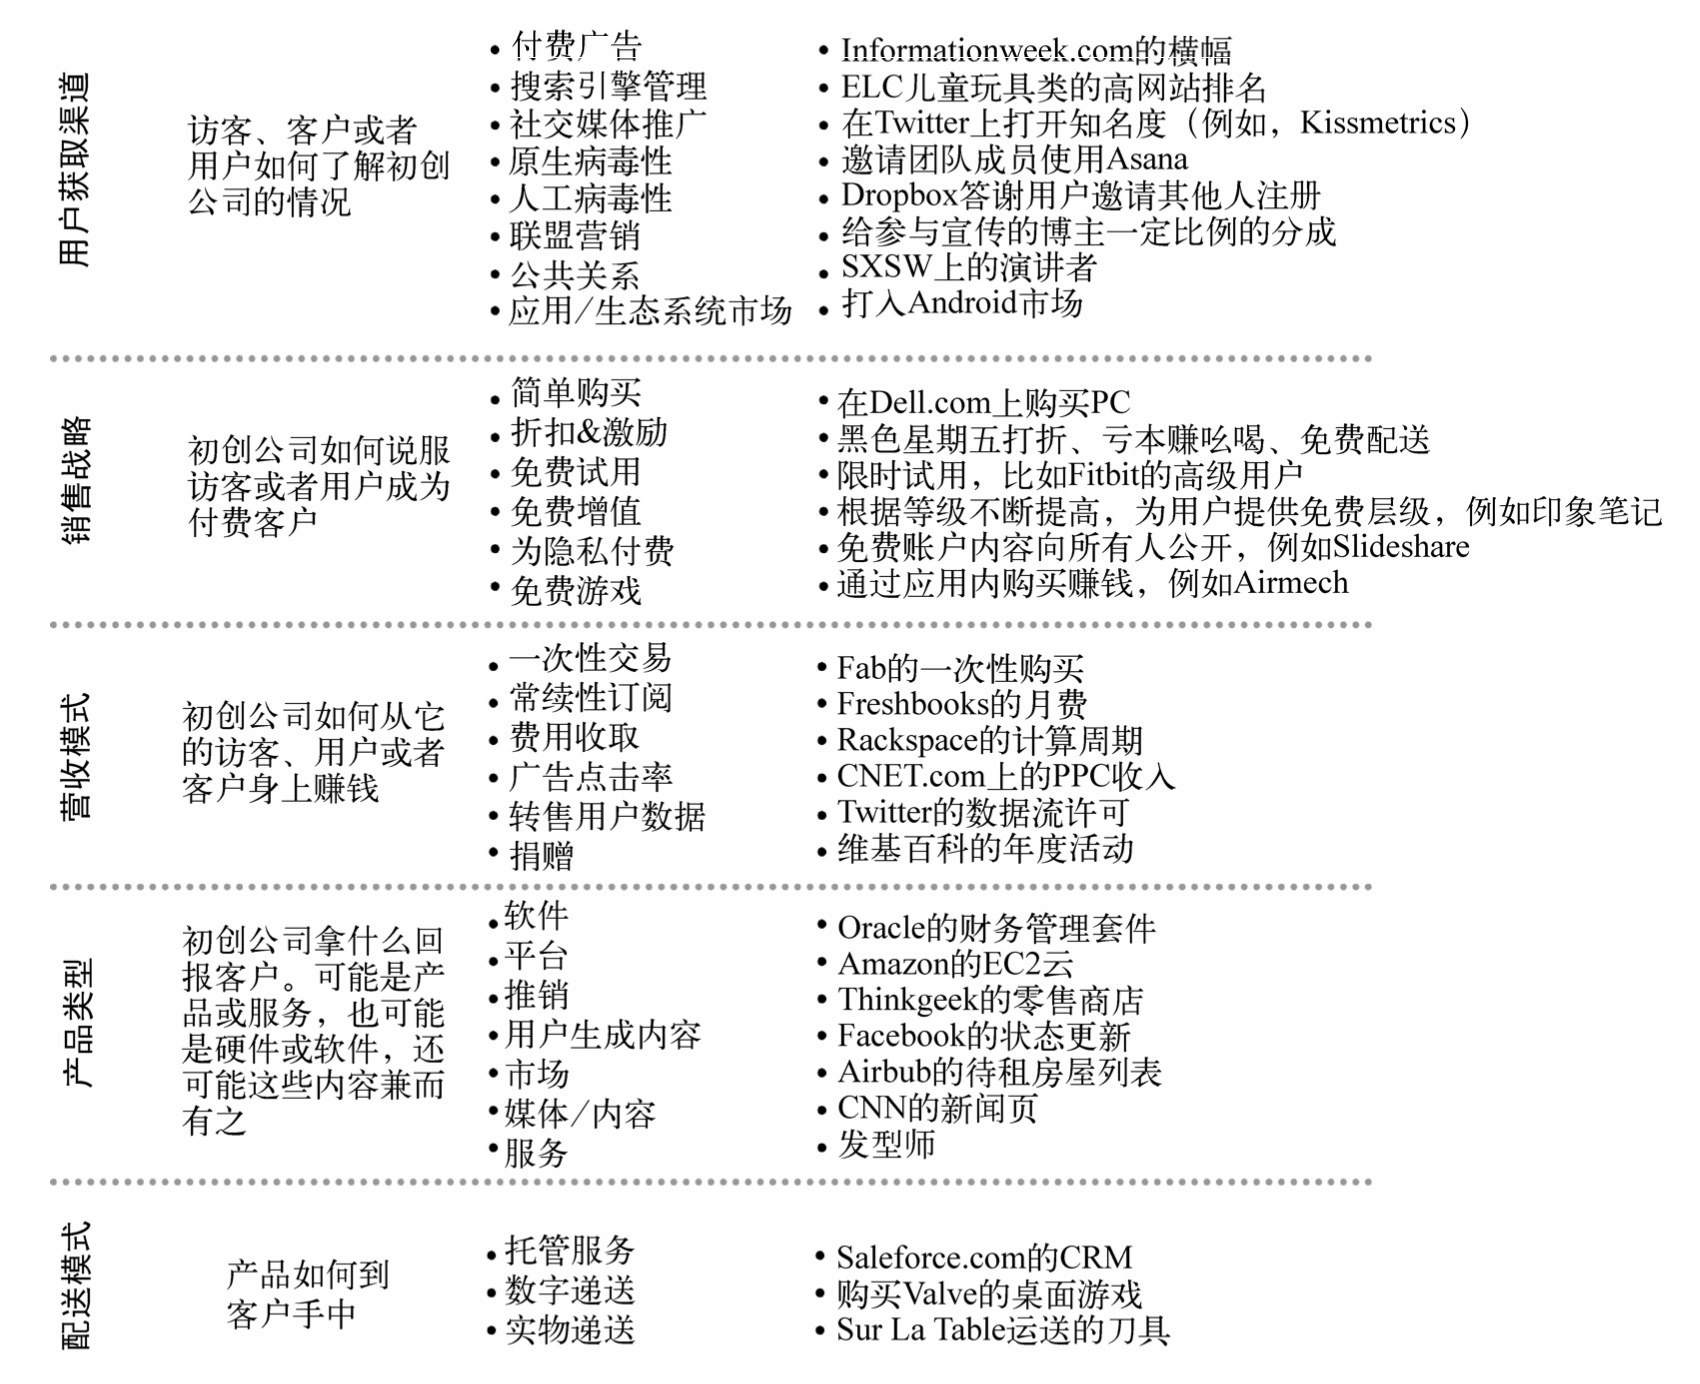 用户获取渠道
访客、客户或者
用户如何了解初创
公司的情况
• 付费广告
• 搜索引擎管理
• 社交媒体推广
• 原生病毒性
• 人工病毒性
• 联盟营销
• 公共关系
• 应用/生态系统市场
• Informationweek.com的横幅
• ELC儿童玩具类的高网站排名
• 在Twitter上打开知名度（例如，Kissmetrics）
• 邀请团队成员使用Asana
• Dropbox答谢用户邀请其他人注册
• 给参与宣传的博主一定比例的分成
• SXSW上的演讲者
• 打入Android市场
销售战略
初创公司如何说服
访客或者用户成为
付费客户
• 简单购买
• 折扣&激励
• 免费试用
• 免费增值
• 为隐私付费
• 免费游戏
• 在Dell.com上购买PC
• 黑色星期五打折、亏本赚吆喝、免费配送
• 限时试用，比如Fitbit的高级用户
• 根据等级不断提高，为用户提供免费层级，例如印象笔记
• 免费账户内容向所有人公开，例如Slideshare
• 通过应用内购买赚钱，例如Airmech
营收模式
初创公司如何从它
的访客、用户或者
客户身上赚钱
• 一次性交易
• 常续性订阅
• 费用收取
• 广告点击率
• 转售用户数据
• 捐赠
• Fab的一次性购买
• Freshbooks的月费
• Rackspace的计算周期
• CNET.com上的PPC收入
• Twitter的数据流许可
• 维基百科的年度活动
产品类型
初创公司拿什么回
报客户。可能是产
品或服务，也可能
是硬件或软件，还
可能这些内容兼而
有之
• 软件
• 平台
• 推销
• 用户生成内容
• 市场
• 媒体/内容
• 服务
• Oracle的财务管理套件
• Amazon的EC2云
• Thinkgeek的零售商店
• Facebook的状态更新
• Airbub的待租房屋列表
• CNN的新闻页
• 发型师
配送模式
产品如何到
客户手中
• 托管服务
• 数字递送
• 实物递送
• Saleforce.com的CRM
• 购买Valve的桌面游戏
• Sur La Table运送的刀具